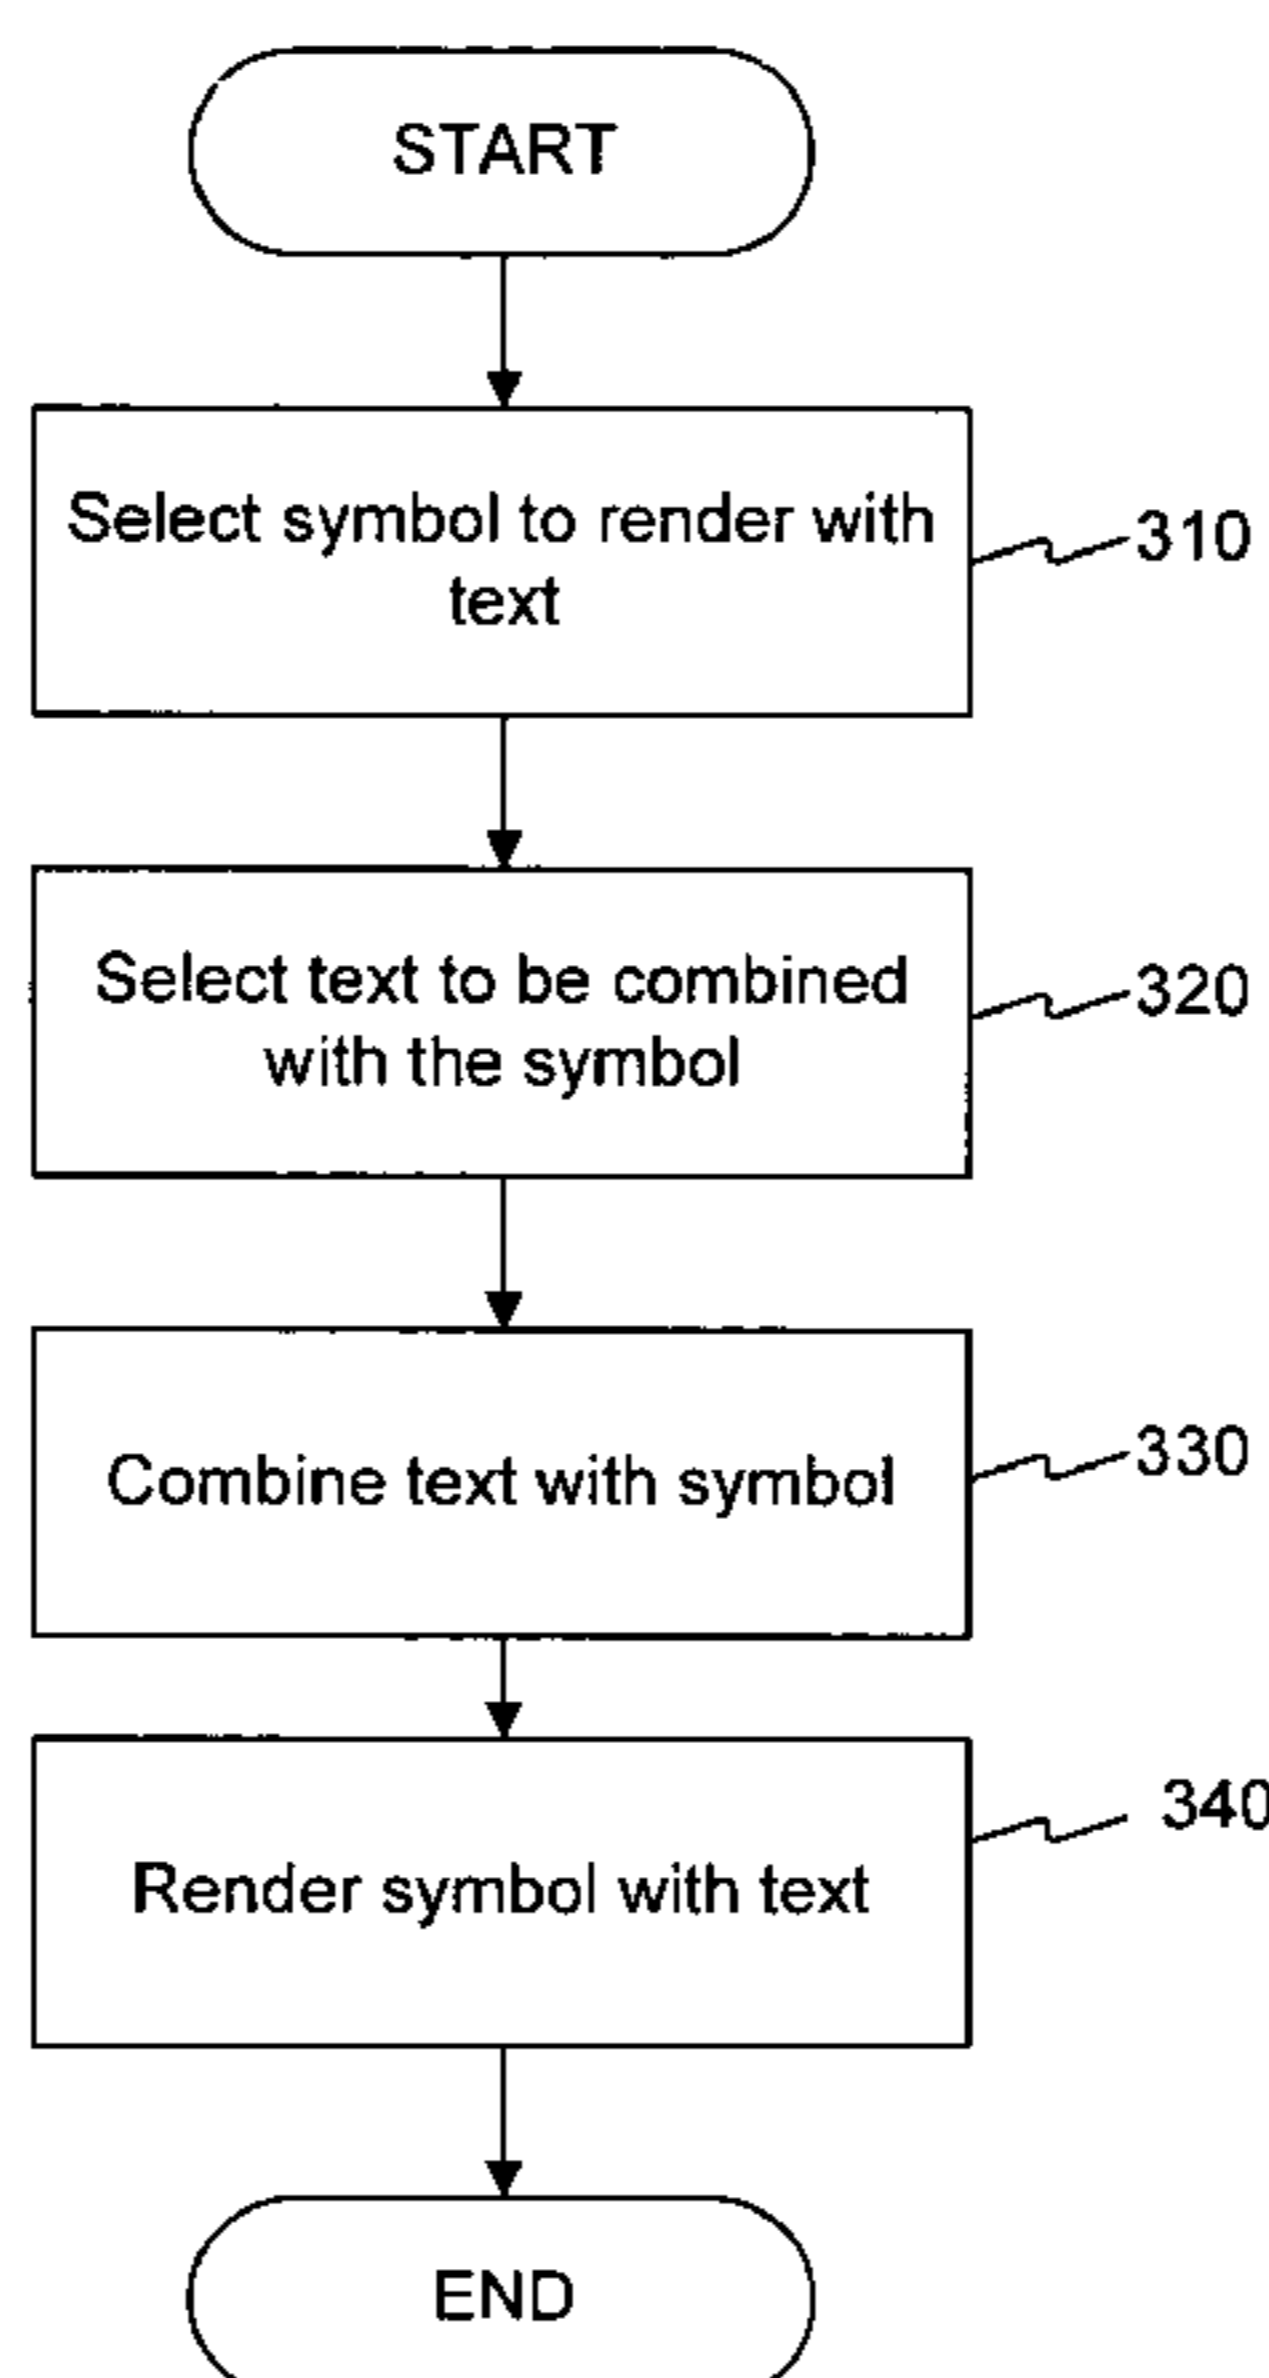 START
Select symbol to render with
text
310
Select text to be combined
with the symbol
320
Combine text with symbol
330
Render symbol with text
340
END